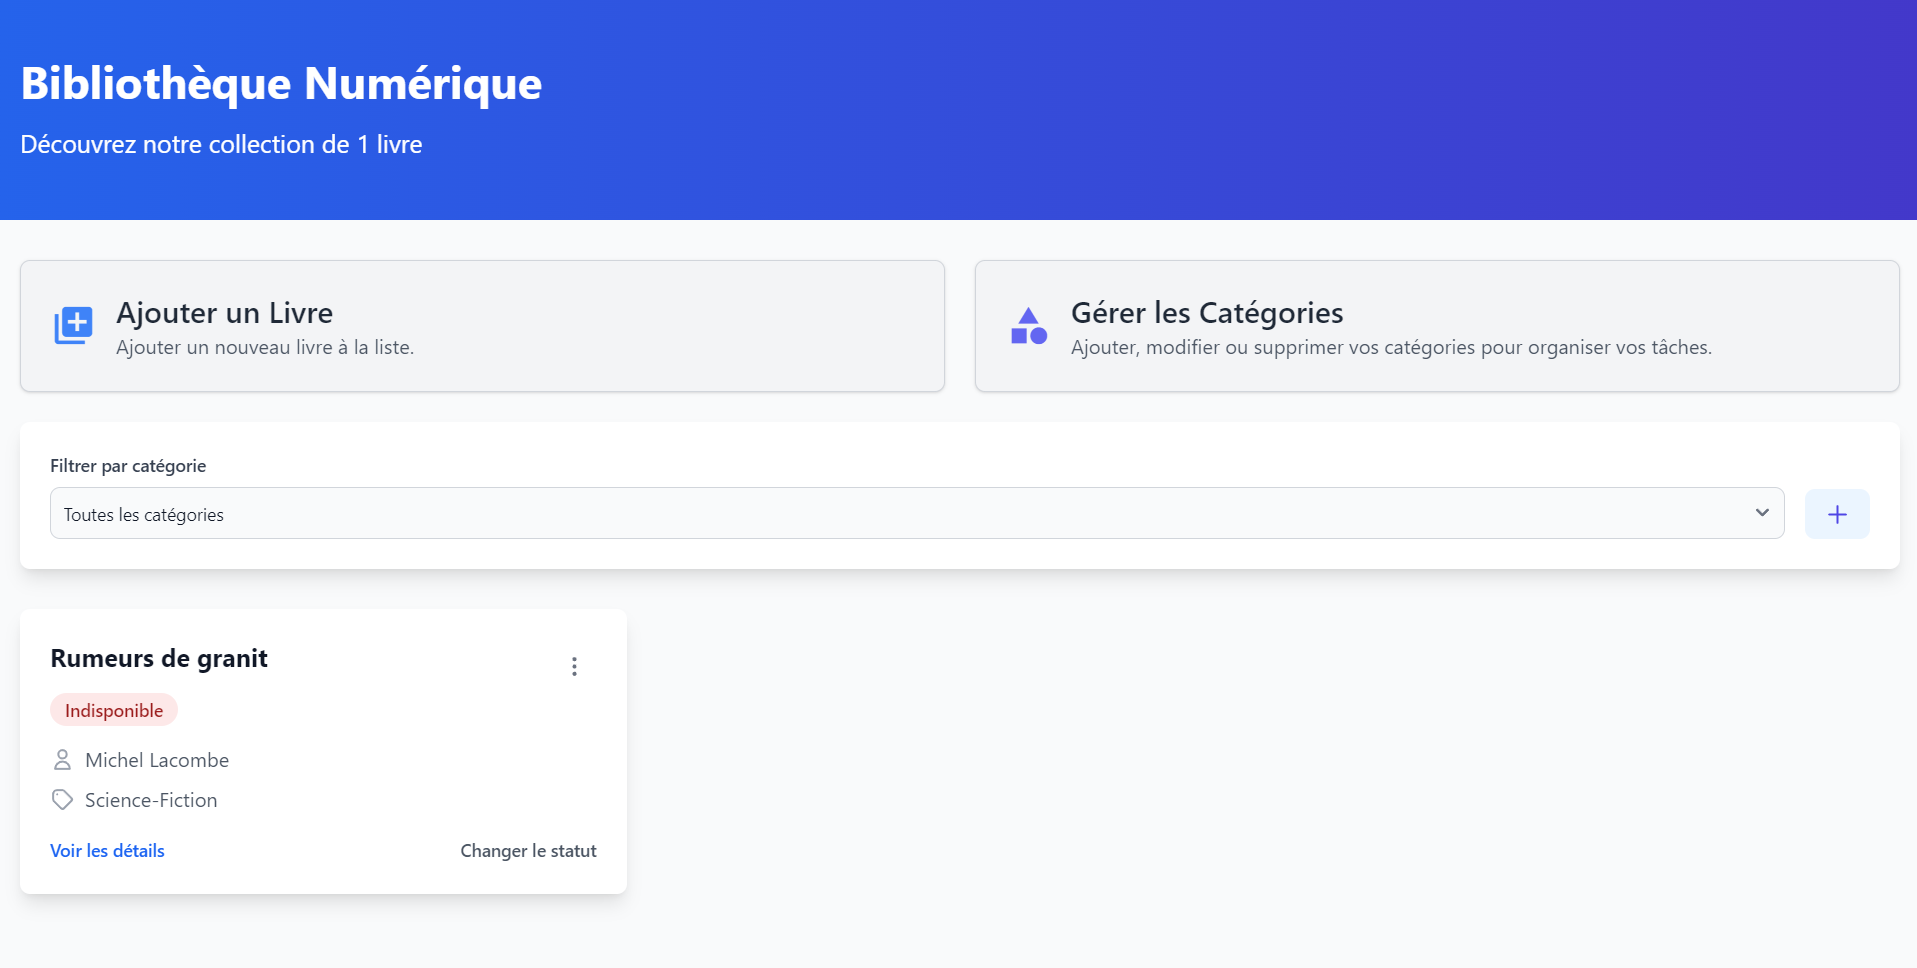 Bibliothèque Numérique
Découvrez notre collection de 1 livre
Ajouter un Livre
Ajouter un nouveau livre à la liste.
Gérer les Catégories
Ajouter, modifier ou supprimer vos catégories pour organiser vos tâches.
Filtrer par catégorie
Toutes les catégories
Rumeurs de granit
Indisponible
Michel Lacombe
Science-Fiction
Voir les détails
Changer le statut